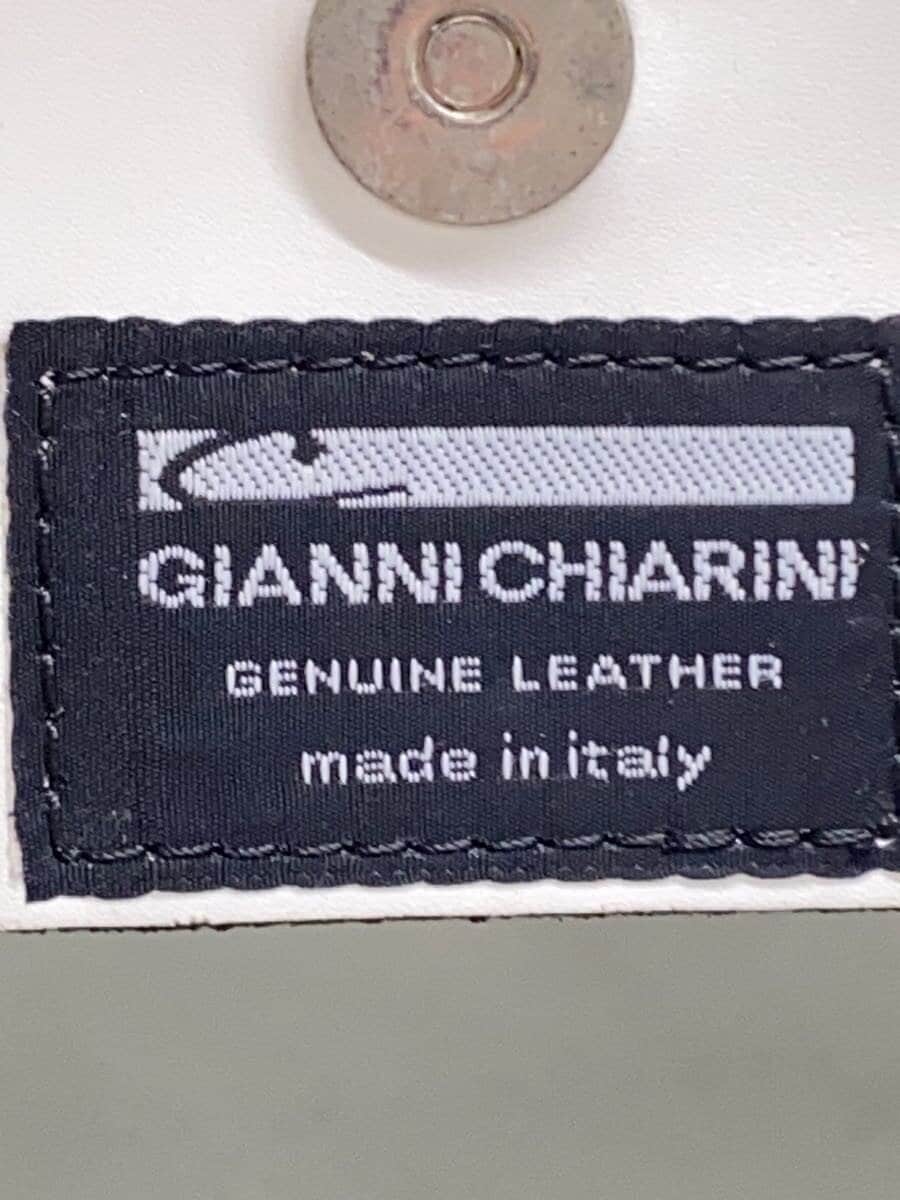 GIANNI CHIARINI
GENUINE LEATHER
made in italy